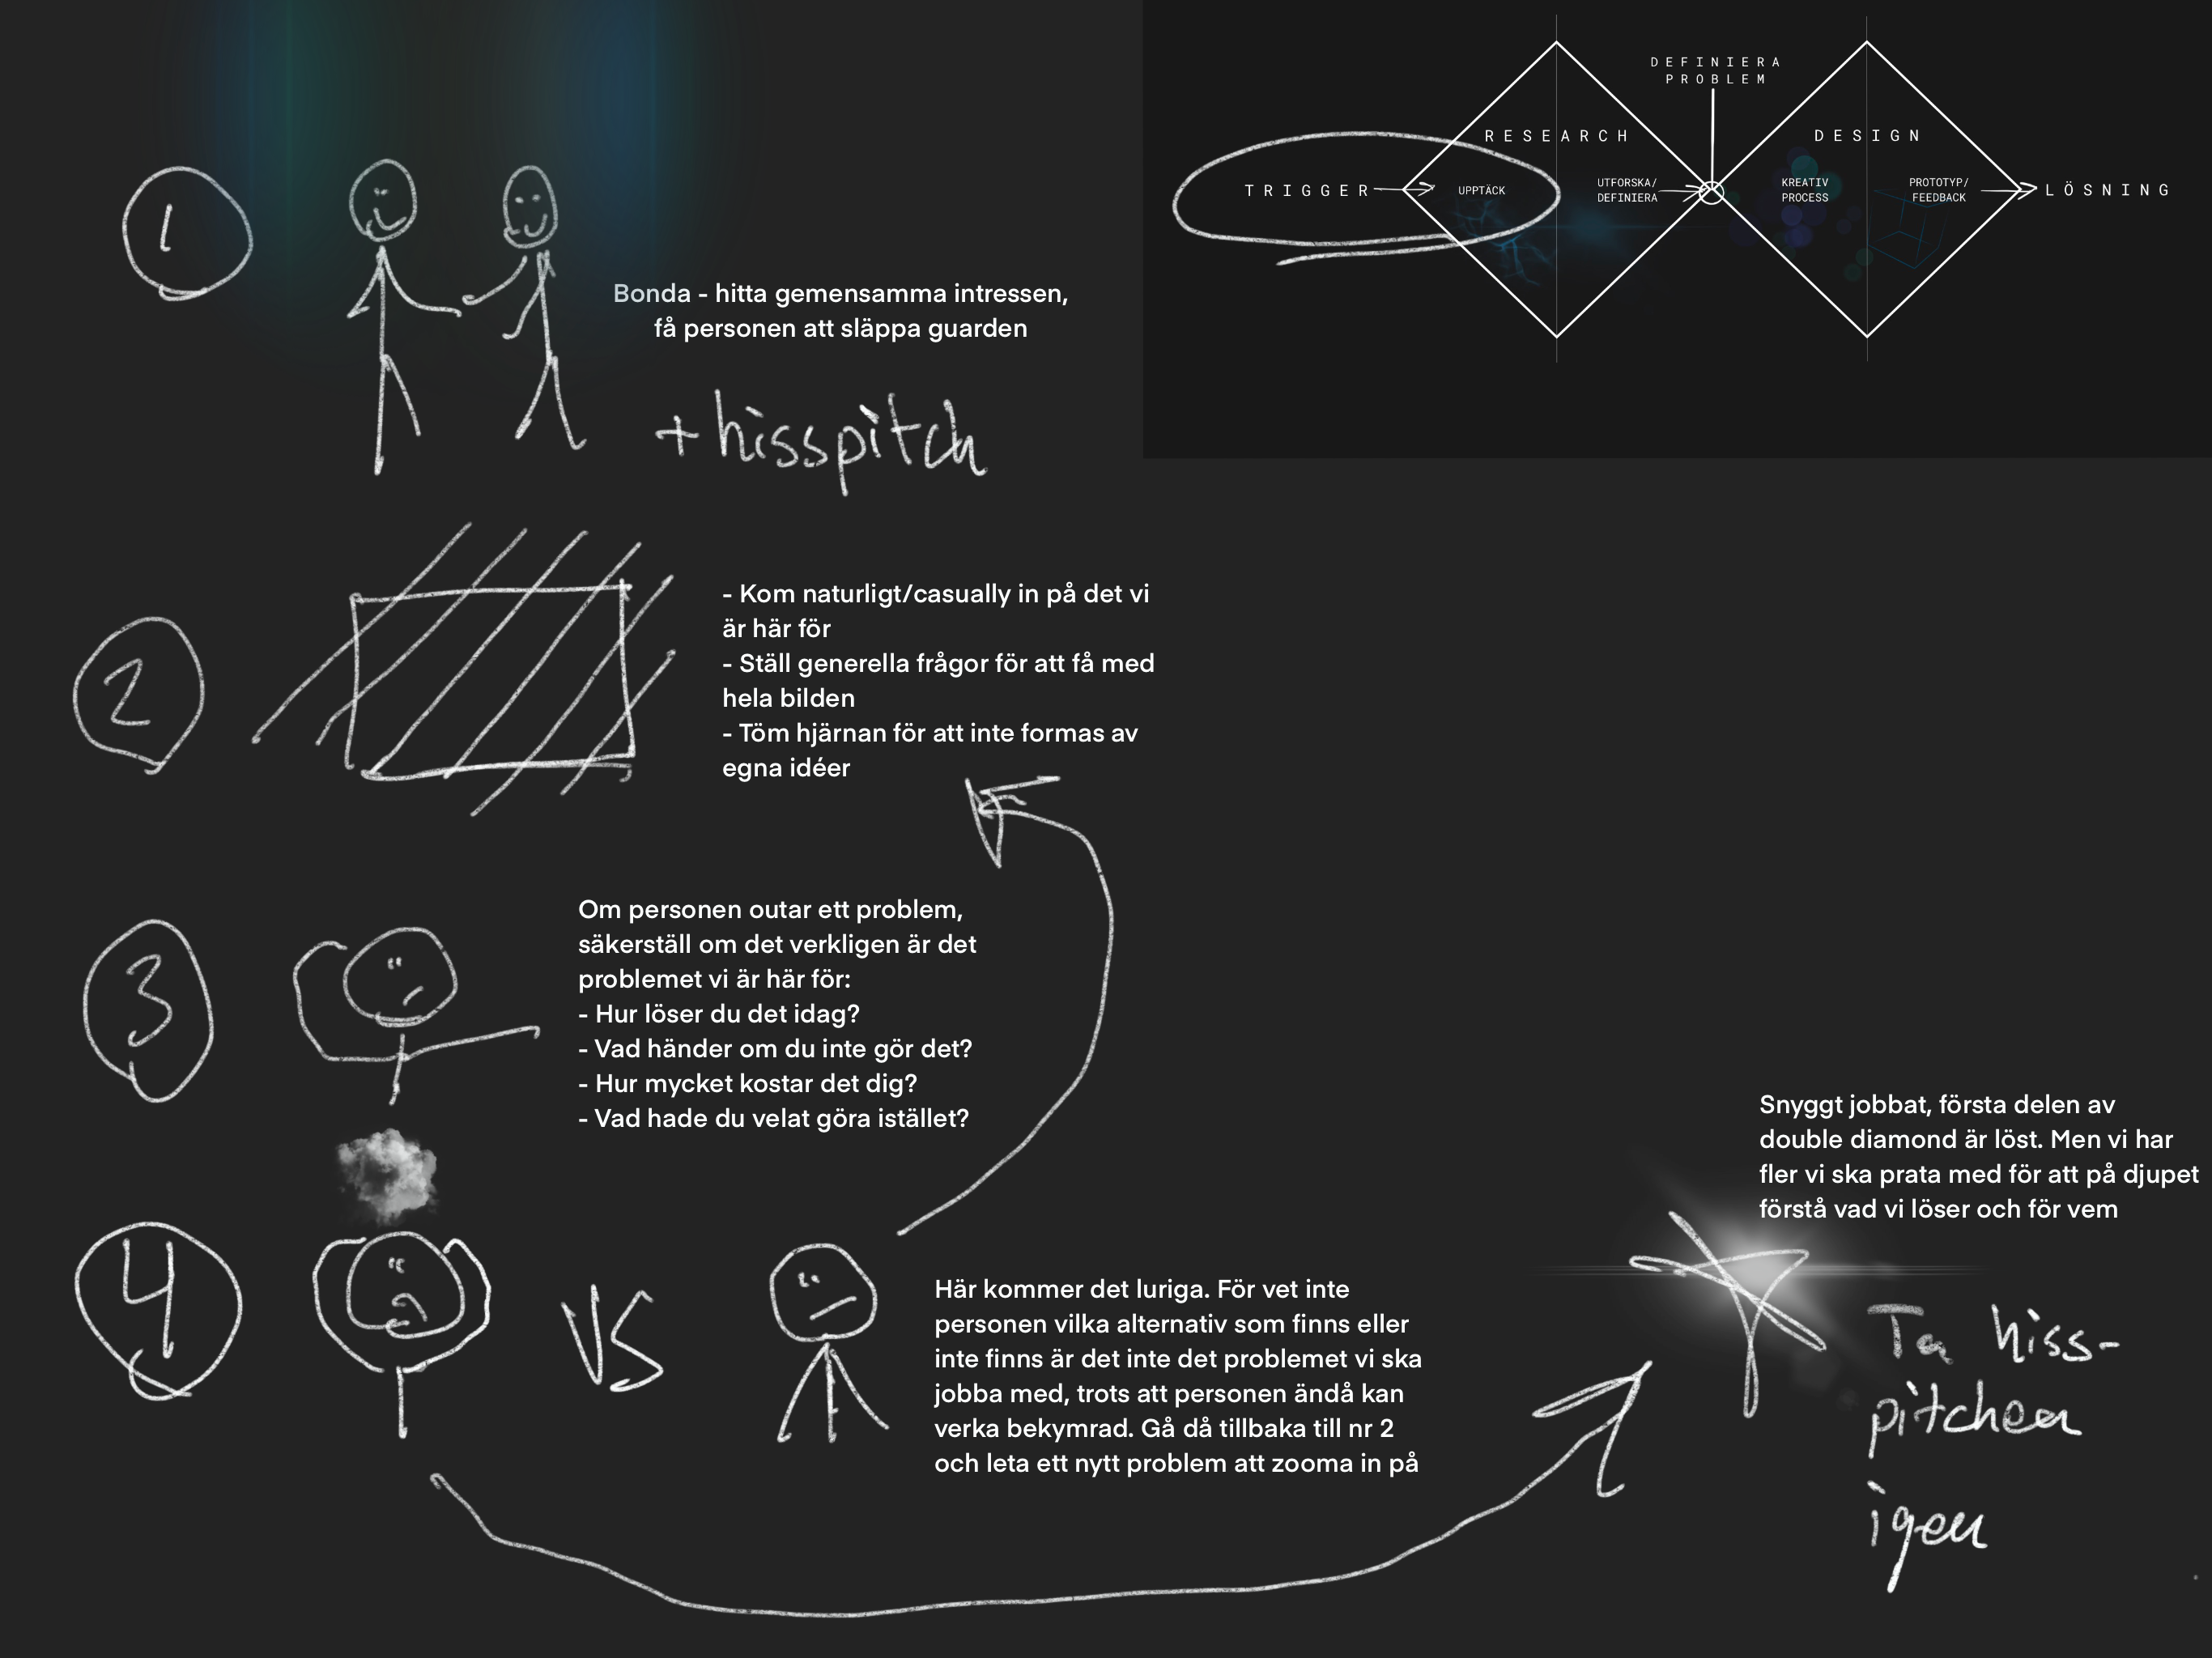 1
Bonda - hitta gemensamma intressen,
få personen att släppa guarden
+ hisspitch
DEFINIERA
PROBLEM
RESEARCH
DESIGN
TRIGGER
UPPTÄCK
UTFORSKA/
DEFINIERA
KREATIV
PROCESS
PROTOTYP/
FEEDBACK
LÖSNING
2
- Kom naturligt/casually in på det vi
är här för
- Ställ generella frågor för att få med
hela bilden
- Töm hjärnan för att inte formas av
egna idéer
3
Om personen outar ett problem,
säkerställ om det verkligen är det
problemet vi är här för:
- Hur löser du det idag?
- Vad händer om du inte gör det?
- Hur mycket kostar det dig?
- Vad hade du velat göra istället?
4
VS
Här kommer det luriga. För vet inte
personen vilka alternativ som finns eller
inte finns är det inte det problemet vi ska
jobba med, trots att personen ändå kan
verka bekymrad. Gå då tillbaka till nr 2
och leta ett nytt problem att zooma in på
Snyggt jobbat, första delen av
double diamond är löst. Men vi har
fler vi ska prata med för att på djupet
förstå vad vi löser och för vem
Ta hiss-
pitchen
igen